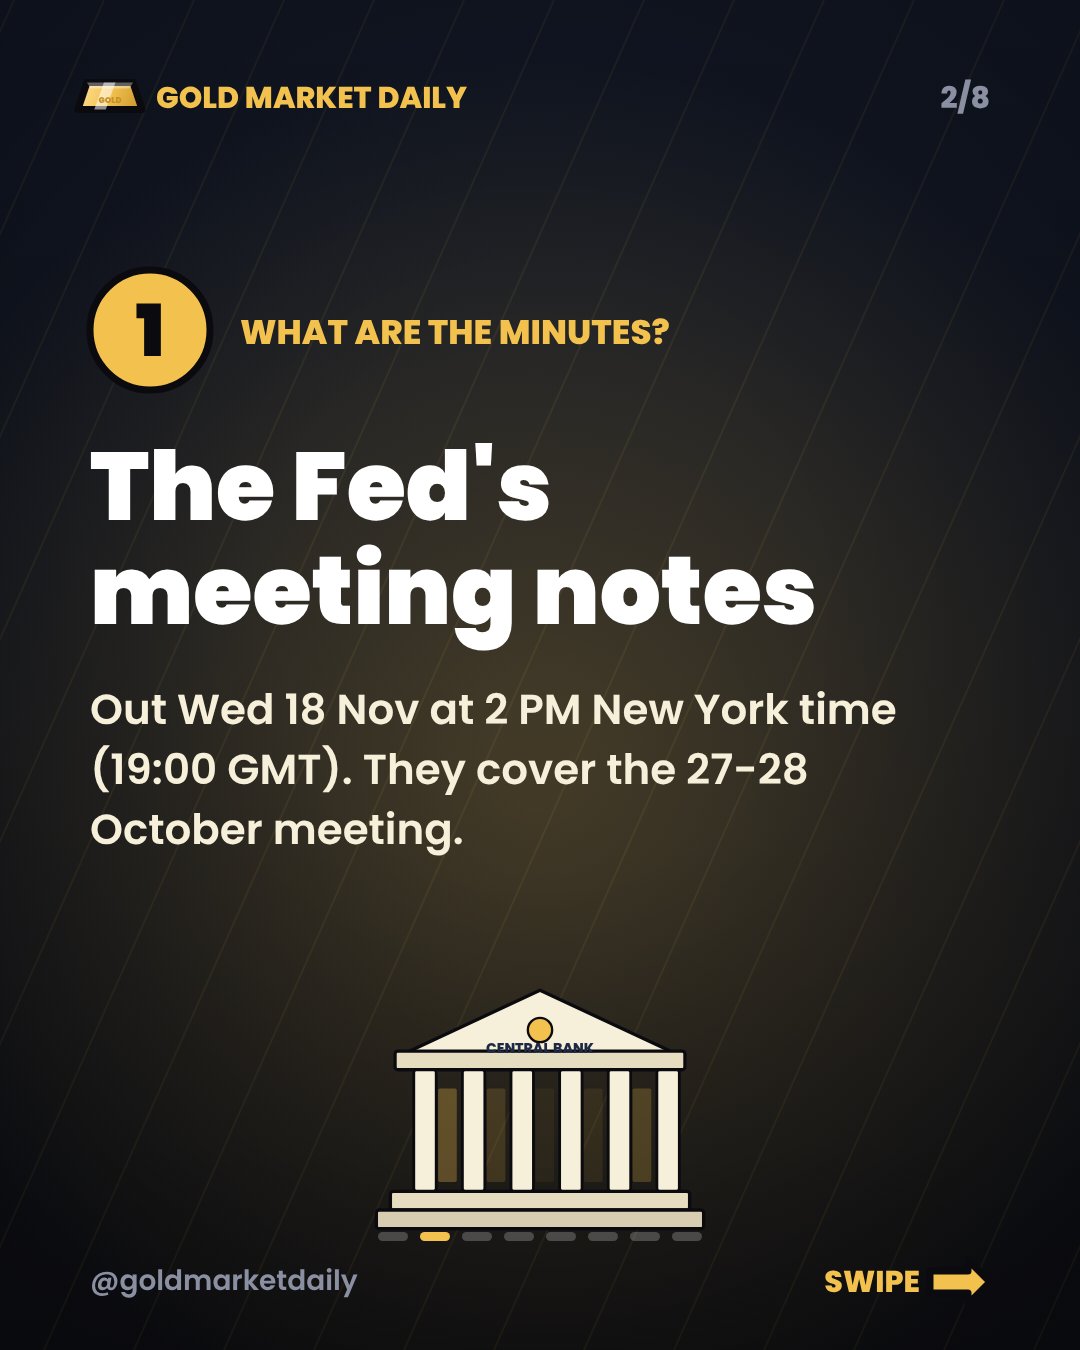 GOLD
GOLD MARKET DAILY
2/8
1
WHAT ARE THE MINUTES?
The Fed's
meeting notes
Out Wed 18 Nov at 2 PM New York time
(19:00 GMT). They cover the 27-28
October meeting.
CENTRAL BANK
@goldmarketdaily
SWIPE